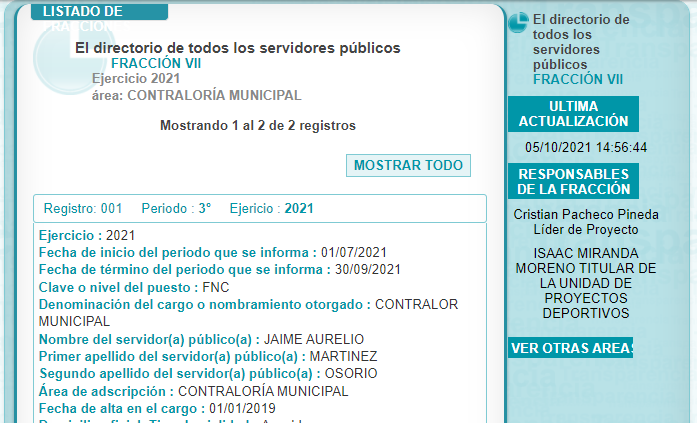 LISTADO DE
FRACCIÓN
El directorio de todos los servidores públicos
FRACCIÓN VII
Ejercicio 2021
área: CONTRALORÍA MUNICIPAL
Mostrando 1 al 2 de 2 registros
MOSTRAR TODO
Registro: 001 Periodo : 3° Ejericio : 2021
Ejercicio : 2021
Fecha de inicio del periodo que se informa : 01/07/2021
Fecha de término del periodo que se informa : 30/09/2021
Clave o nivel del puesto : FNC
Denominación del cargo o nombramiento otorgado : CONTRALOR
MUNICIPAL
Nombre del servidor(a) público(a) : JAIME AURELIO
Primer apellido del servidor(a) público(a) : MARTINEZ
Segundo apellido del servidor(a) público(a) : OSORIO
Área de adscripción : CONTRALORÍA MUNICIPAL
Fecha de alta en el cargo : 01/01/2019
El directorio de
todos los
servidores
públicos
FRACCIÓN VII
ULTIMA
ACTUALIZACIÓN
05/10/2021 14:56:44
RESPONSABLES
DE LA FRACCIÓN
Cristian Pacheco Pineda
Líder de Proyecto
ISAAC MIRANDA
MORENO TITULAR DE
LA UNIDAD DE
PROYECTOS
DEPORTIVOS
VER OTRAS AREAS